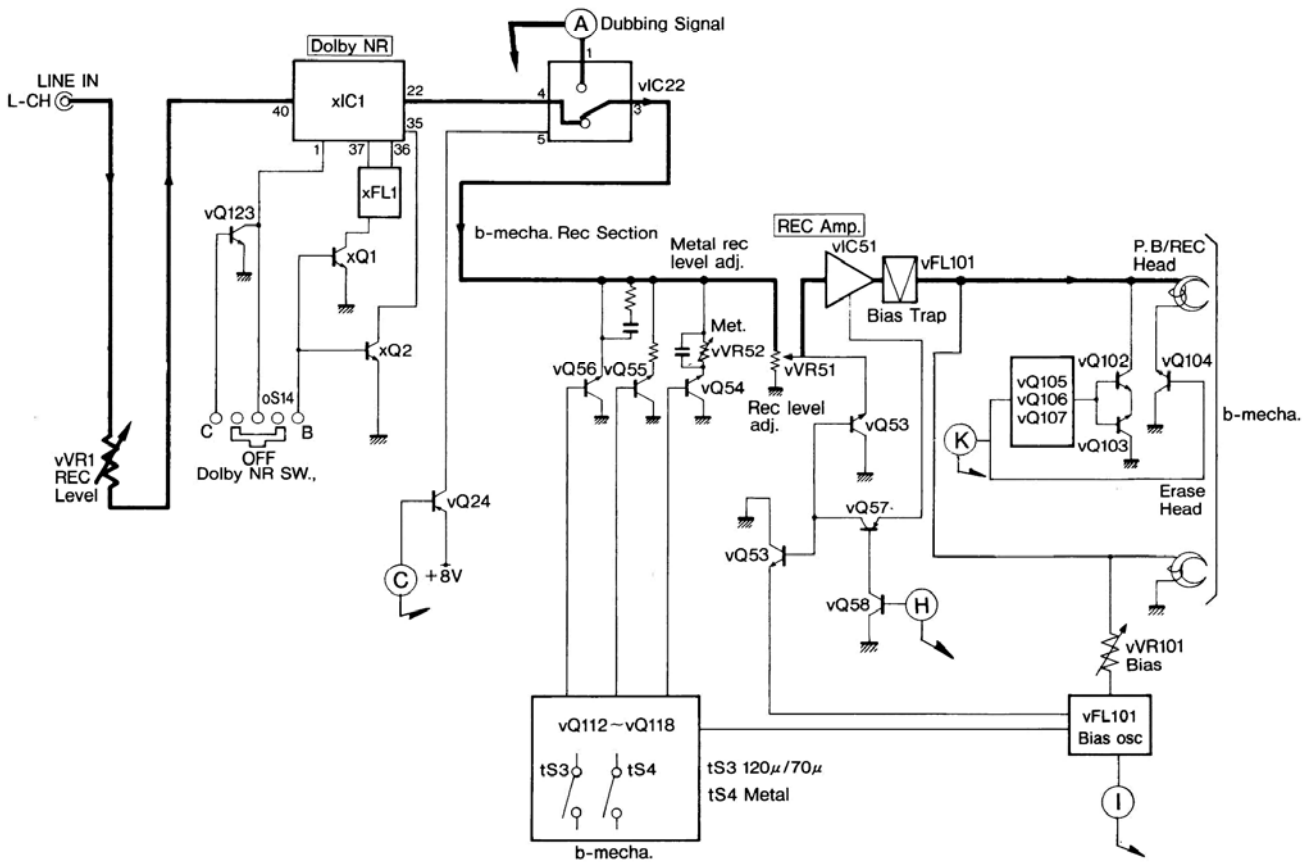 A Dubbing Signal
Dolby NR
1
LINE IN
L-CH
xIC1
22
4
vIC22
3
40
35
5
1
37
36
xFL1
vQ123
xQ1
b-mecha. Rec Section
Metal rec
level adj.
REC Amp.
vIC51
vFL101
Bias Trap
P.B/REC
Head
xQ2
Met.
vVR52
vVR51
vQ56
vQ55
vQ54
Rec level
adj.
vQ102
vQ104
vQ105
vQ106
vQ107
vQ103
b-mecha.
oS14
C
B
OFF
Dolby NR SW.,
vVR1
REC
Level
vQ53
K
Erase
Head
vQ24
vQ57
vQ53
C
+8V
vQ58
H
vVR101
Bias
vQ112~vQ118
vFL101
Bias osc
tS3
tS4
tS3 120μ/70μ
tS4 Metal
I
b-mecha.